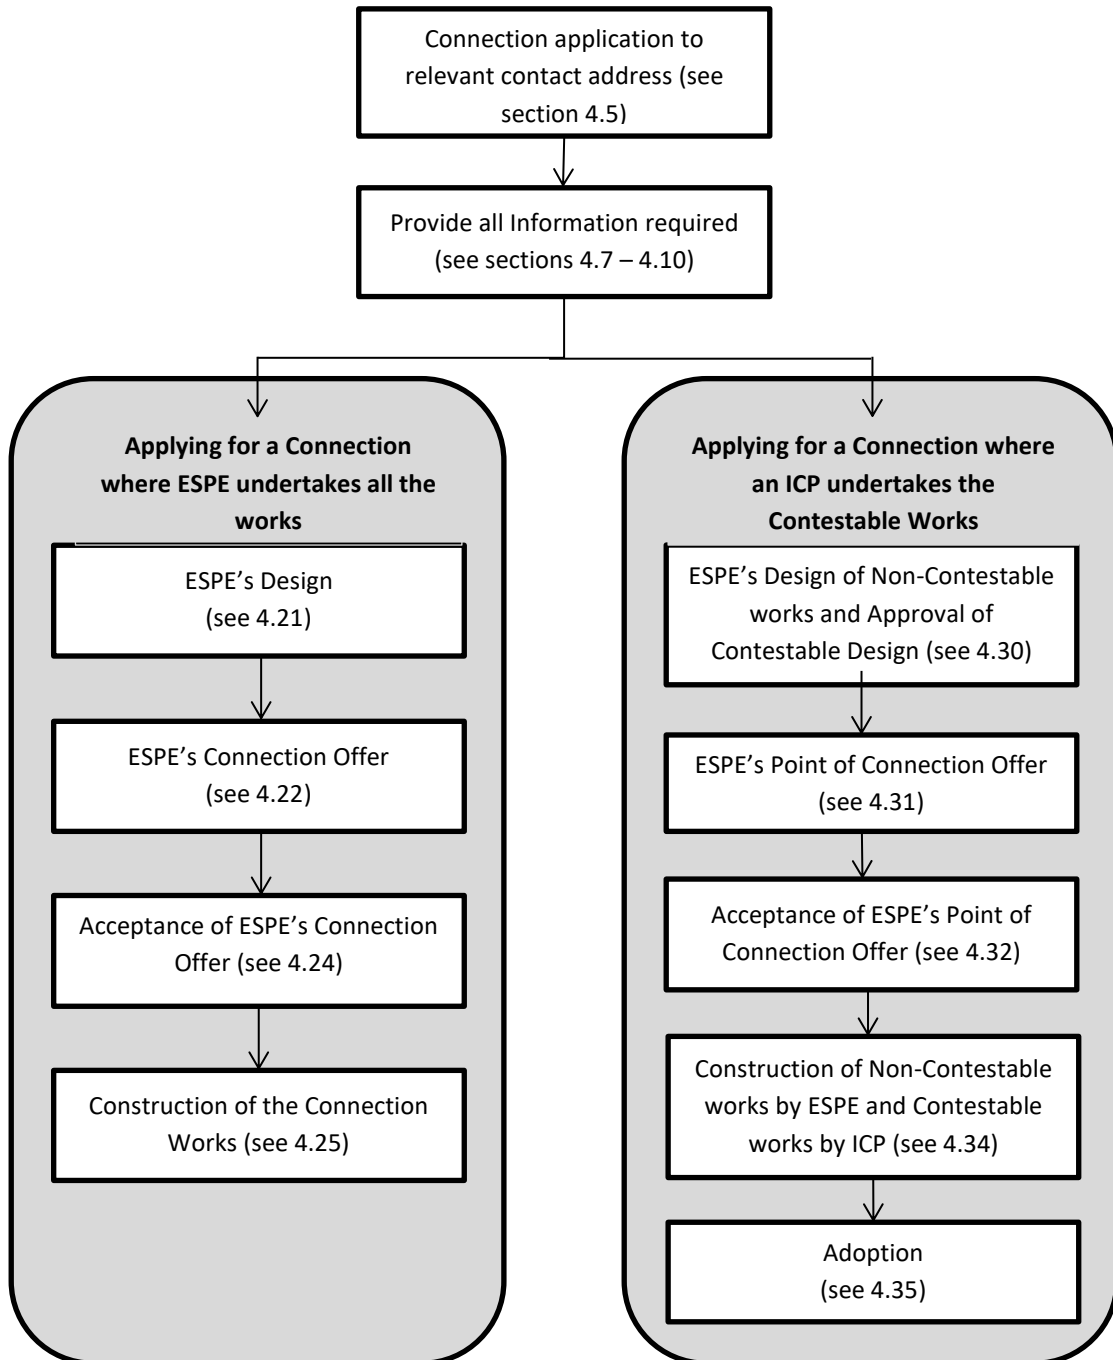 Connection application to
relevant contact address (see
section 4.5)
Provide all Information required
(see sections 4.7 – 4.10)
Applying for a Connection
where ESPE undertakes all the
works
ESPE’s Design
(see 4.21)
ESPE’s Connection Offer
(see 4.22)
Acceptance of ESPE’s Connection
Offer (see 4.24)
Construction of the Connection
Works (see 4.25)
Applying for a Connection where
an ICP undertakes the
Contestable Works
ESPE’s Design of Non-Contestable
works and Approval of
Contestable Design (see 4.30)
ESPE’s Point of Connection Offer
(see 4.31)
Acceptance of ESPE’s Point of
Connection Offer (see 4.32)
Construction of Non-Contestable
works by ESPE and Contestable
works by ICP (see 4.34)
Adoption
(see 4.35)